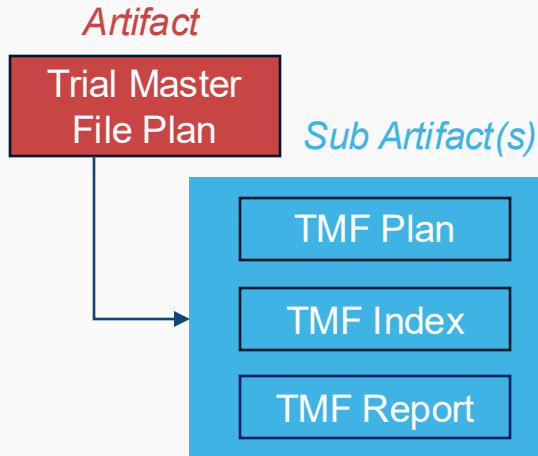 Artifact
Trial Master
File Plan
Sub Artifact(s)
TMF Plan
TMF Index
TMF Report